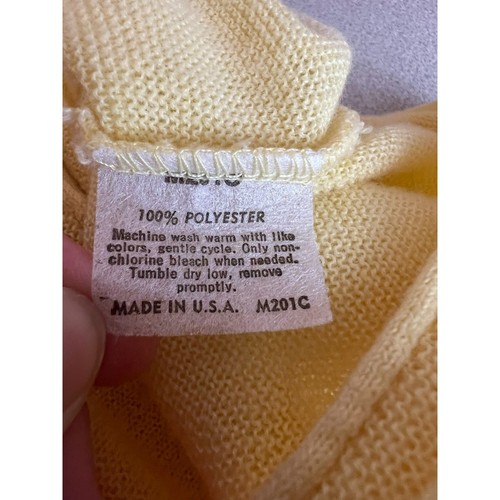 100% POLYESTER
Machine wash warm with like
colors, gentle cycle. Only non-
chlorine bleach when needed.
Tumble dry low, remove
promptly.
MADE IN U.S.A. M201G